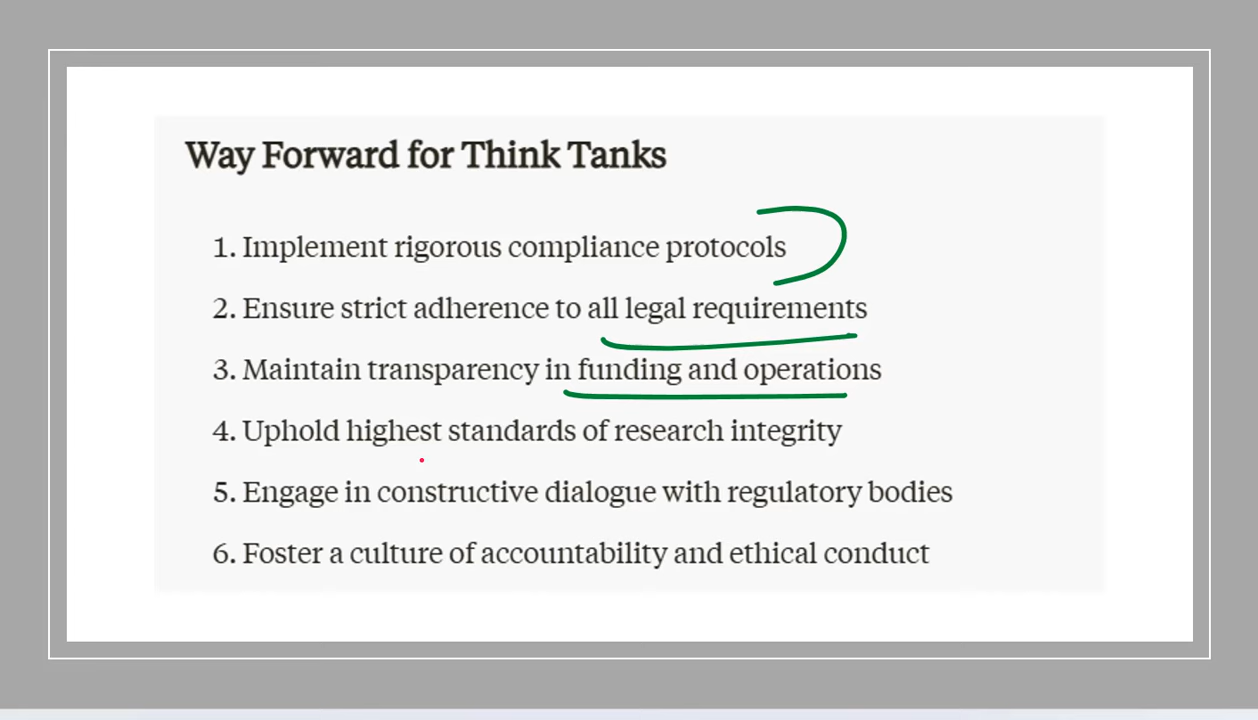 Way Forward for Think Tanks
1. Implement rigorous compliance protocols
2. Ensure strict adherence to all legal requirements
3. Maintain transparency in funding and operations
4. Uphold highest standards of research integrity
5. Engage in constructive dialogue with regulatory bodies
6. Foster a culture of accountability and ethical conduct